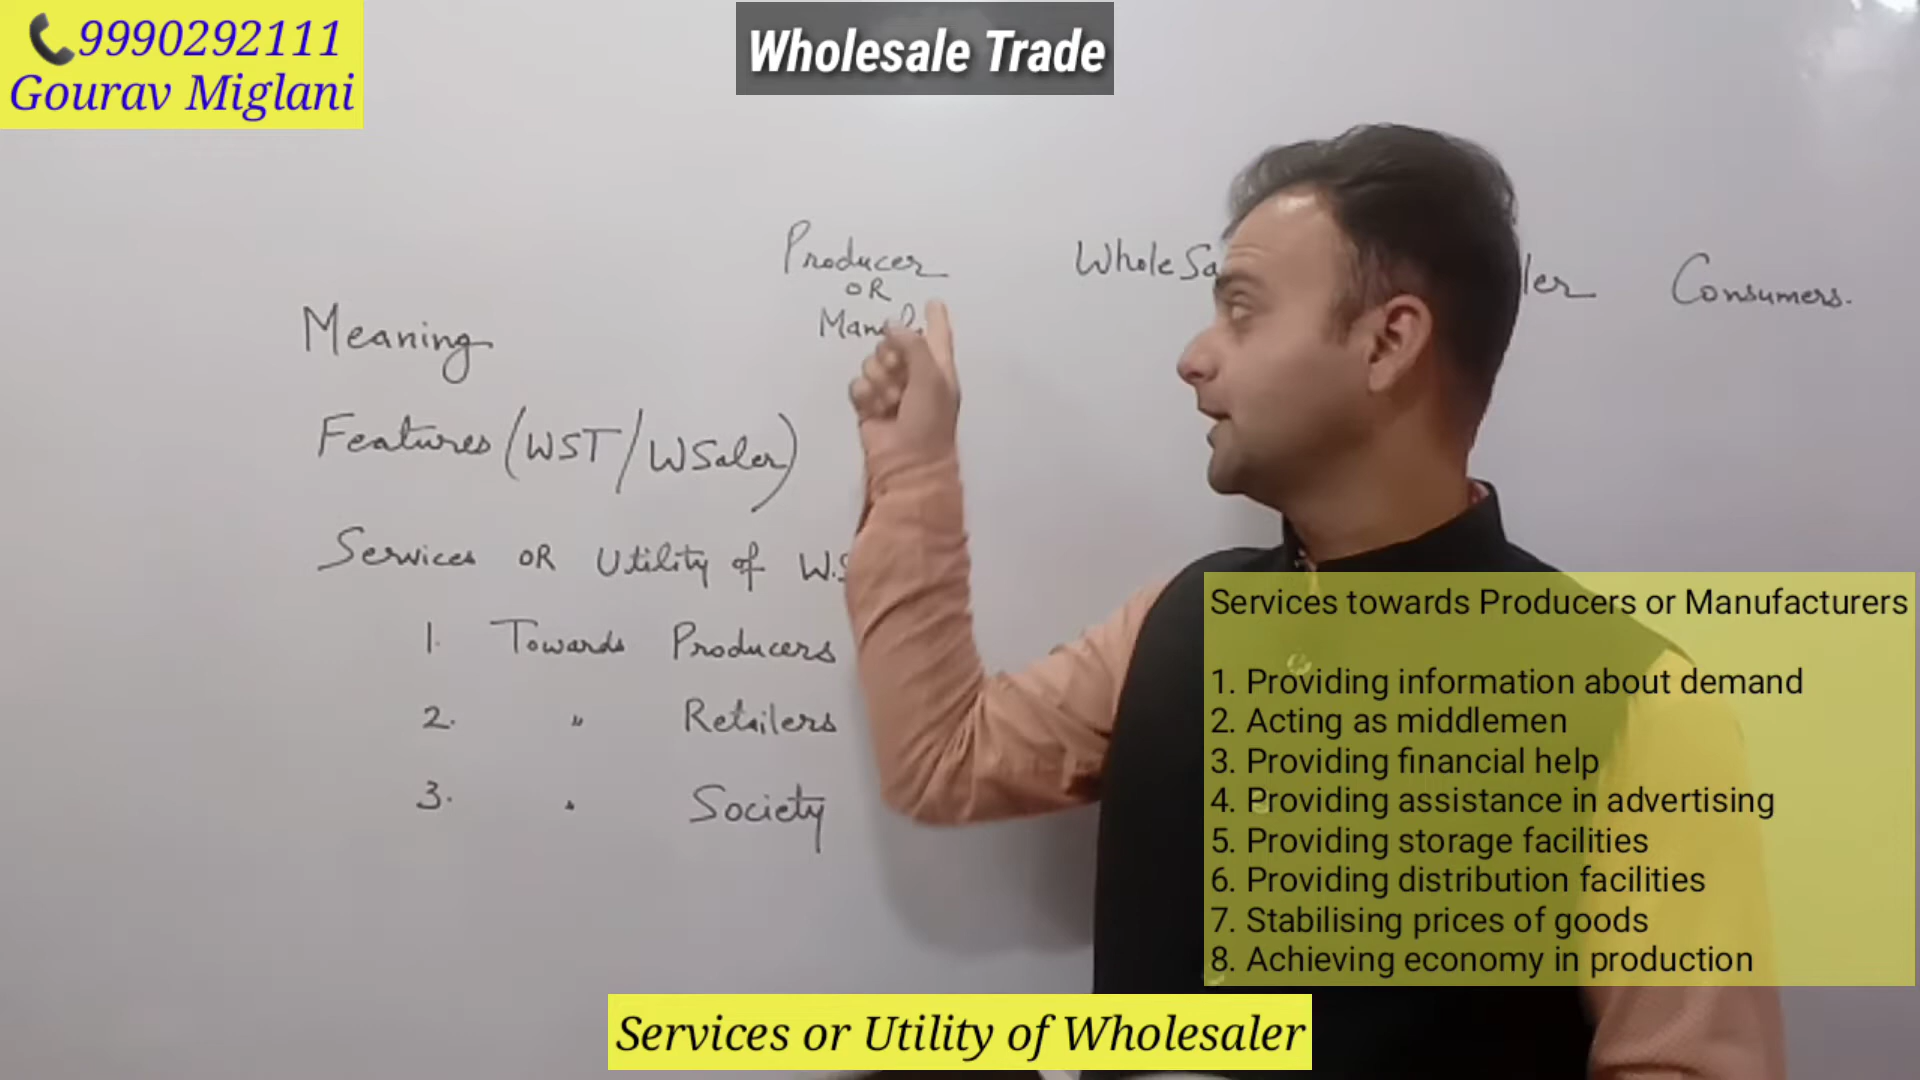 9990292111
Gourav Miglani
Wholesale Trade
Producer
OR
Consumers.
Meaning
Features (WST/WSaler)
Services OR Utility of
1. Towards Producers
2. " Retailers
3. " Society
Services towards Producers or Manufacturers
1. Providing information about demand
2. Acting as middlemen
3. Providing financial help
4. Providing assistance in advertising
5. Providing storage facilities
6. Providing distribution facilities
7. Stabilising prices of goods
8. Achieving economy in production
Services or Utility of Wholesaler